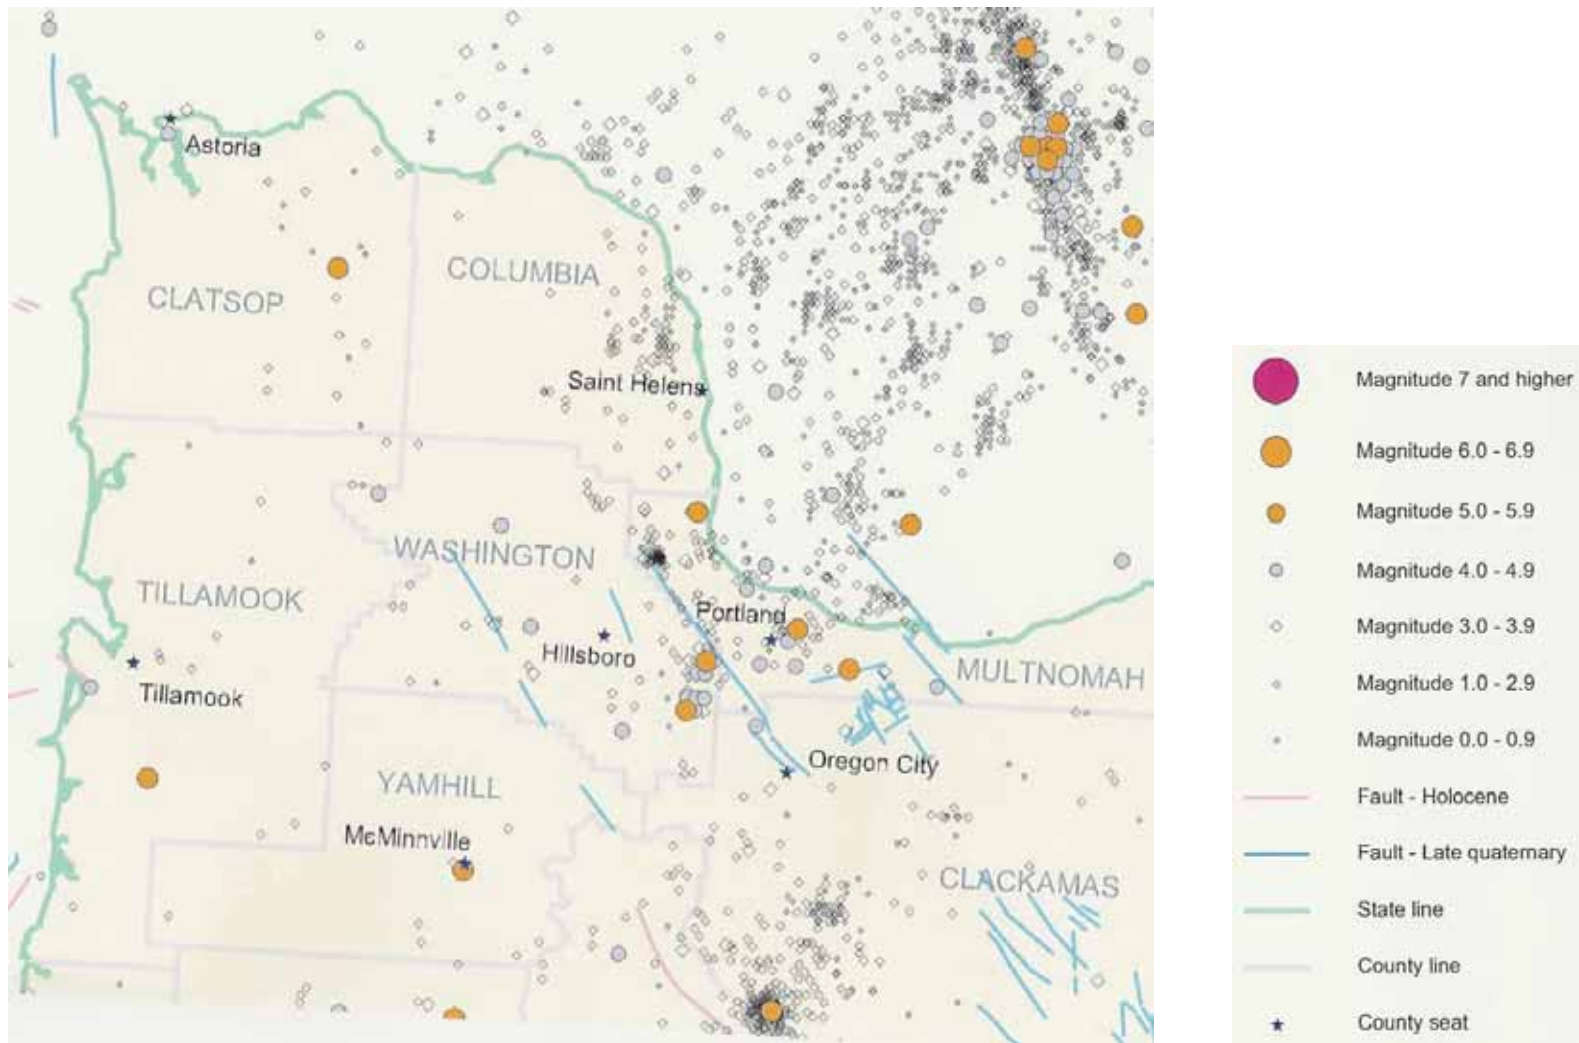 Astoria
COLUMBIA
CLATSOP
Saint Helens
WASHINGTON
TILLAMOOK
Portland
Hillsboro
MULTNOMAH
Tillamook
Oregon City
YAMHILL
McMinnville
CLACKAMAS
Magnitude 7 and higher
Magnitude 6.0 - 6.9
Magnitude 5.0 - 5.9
Magnitude 4.0 - 4.9
Magnitude 3.0 - 3.9
Magnitude 1.0 - 2.9
Magnitude 0.0 - 0.9
Fault - Holocene
Fault - Late quaternary
State line
County line
County seat